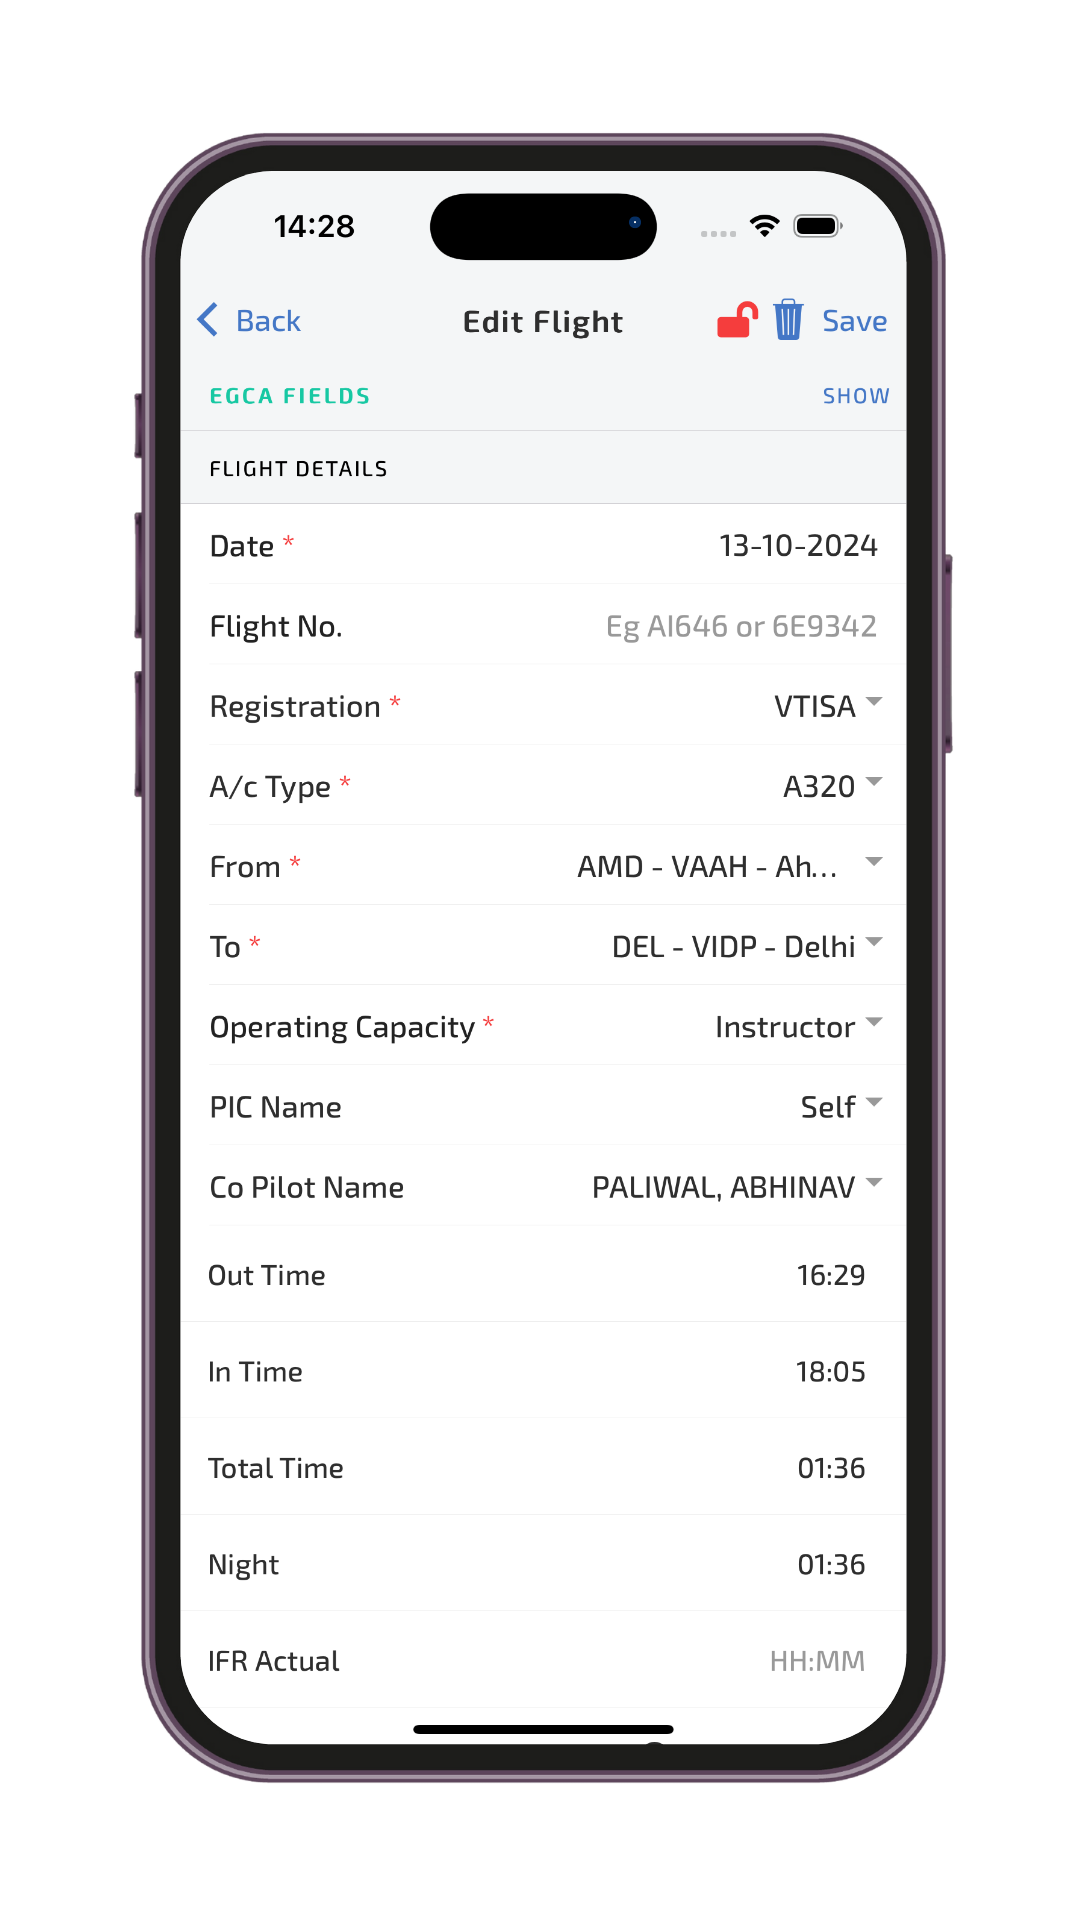 14:28
Back Edit Flight Save
EGCA FIELDS SHOW
FLIGHT DETAILS
Date * 13-10-2024
Flight No. Eg AI646 or 6E9342
Registration * VTISA
A/c Type * A320
From * AMD - VAAH - Ah...
To * DEL - VIDP - Delhi
Operating Capacity * Instructor
PIC Name Self
Co Pilot Name PALIWAL, ABHINAV
Out Time 16:29
In Time 18:05
Total Time 01:36
Night 01:36
IFR Actual HH:MM